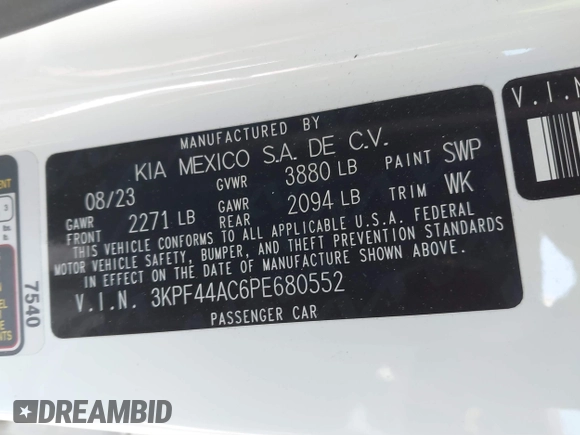 MANUFACTURED BY
KIA MEXICO S.A. DE C.V.
08/23 GVWR 3880 LB PAINT SWP
GAWR FRONT 2271 LB GAWR REAR 2094 LB TRIM WK
THIS VEHICLE CONFORMS TO ALL APPLICABLE U.S.A. FEDERAL
MOTOR VEHICLE SAFETY, BUMPER, AND THEFT PREVENTION STANDARDS
IN EFFECT ON THE DATE OF MANUFACTURE SHOWN ABOVE.
V.I.N. 3KPF44AC6PE680552
PASSENGER CAR
V.I.N
7540
3
DREAMBID